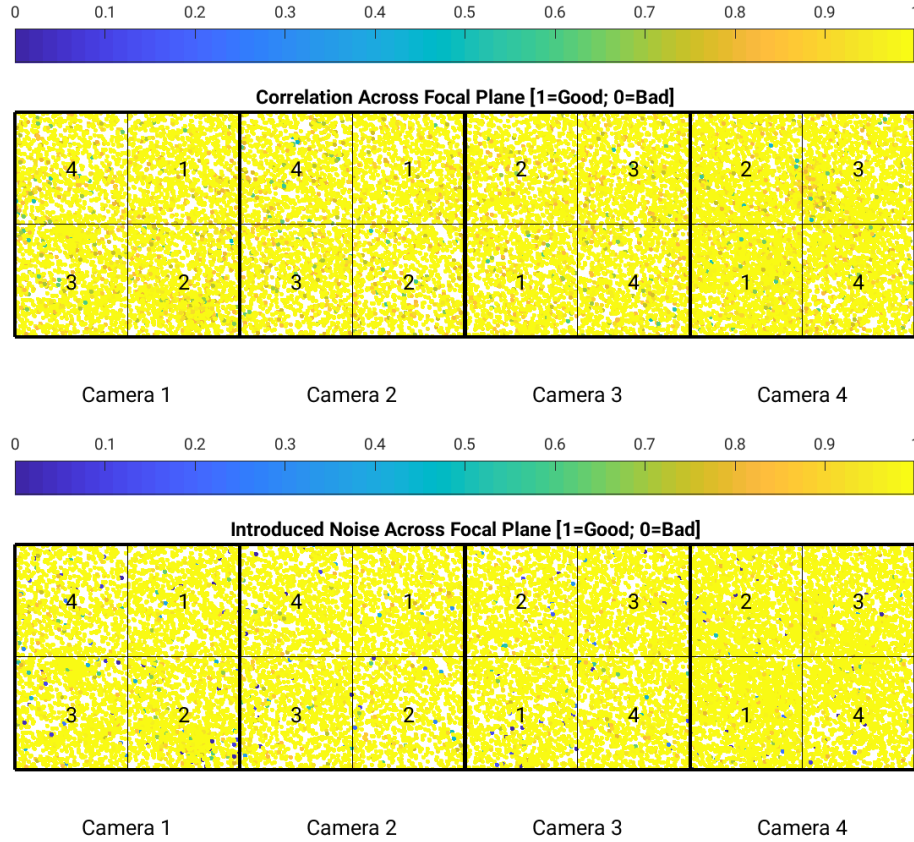 0 0.1 0.2 0.3 0.4 0.5 0.6 0.7 0.8 0.9 1
Correlation Across Focal Plane [1=Good; 0=Bad]
4 1 4 1 2 3 2 3
3 2 3 2 1 4 1 4
Camera 1 Camera 2 Camera 3 Camera 4
0 0.1 0.2 0.3 0.4 0.5 0.6 0.7 0.8 0.9 1
Introduced Noise Across Focal Plane [1=Good; 0=Bad]
4 1 4 1 2 3 2 3
3 2 3 2 1 4 1 4
Camera 1 Camera 2 Camera 3 Camera 4